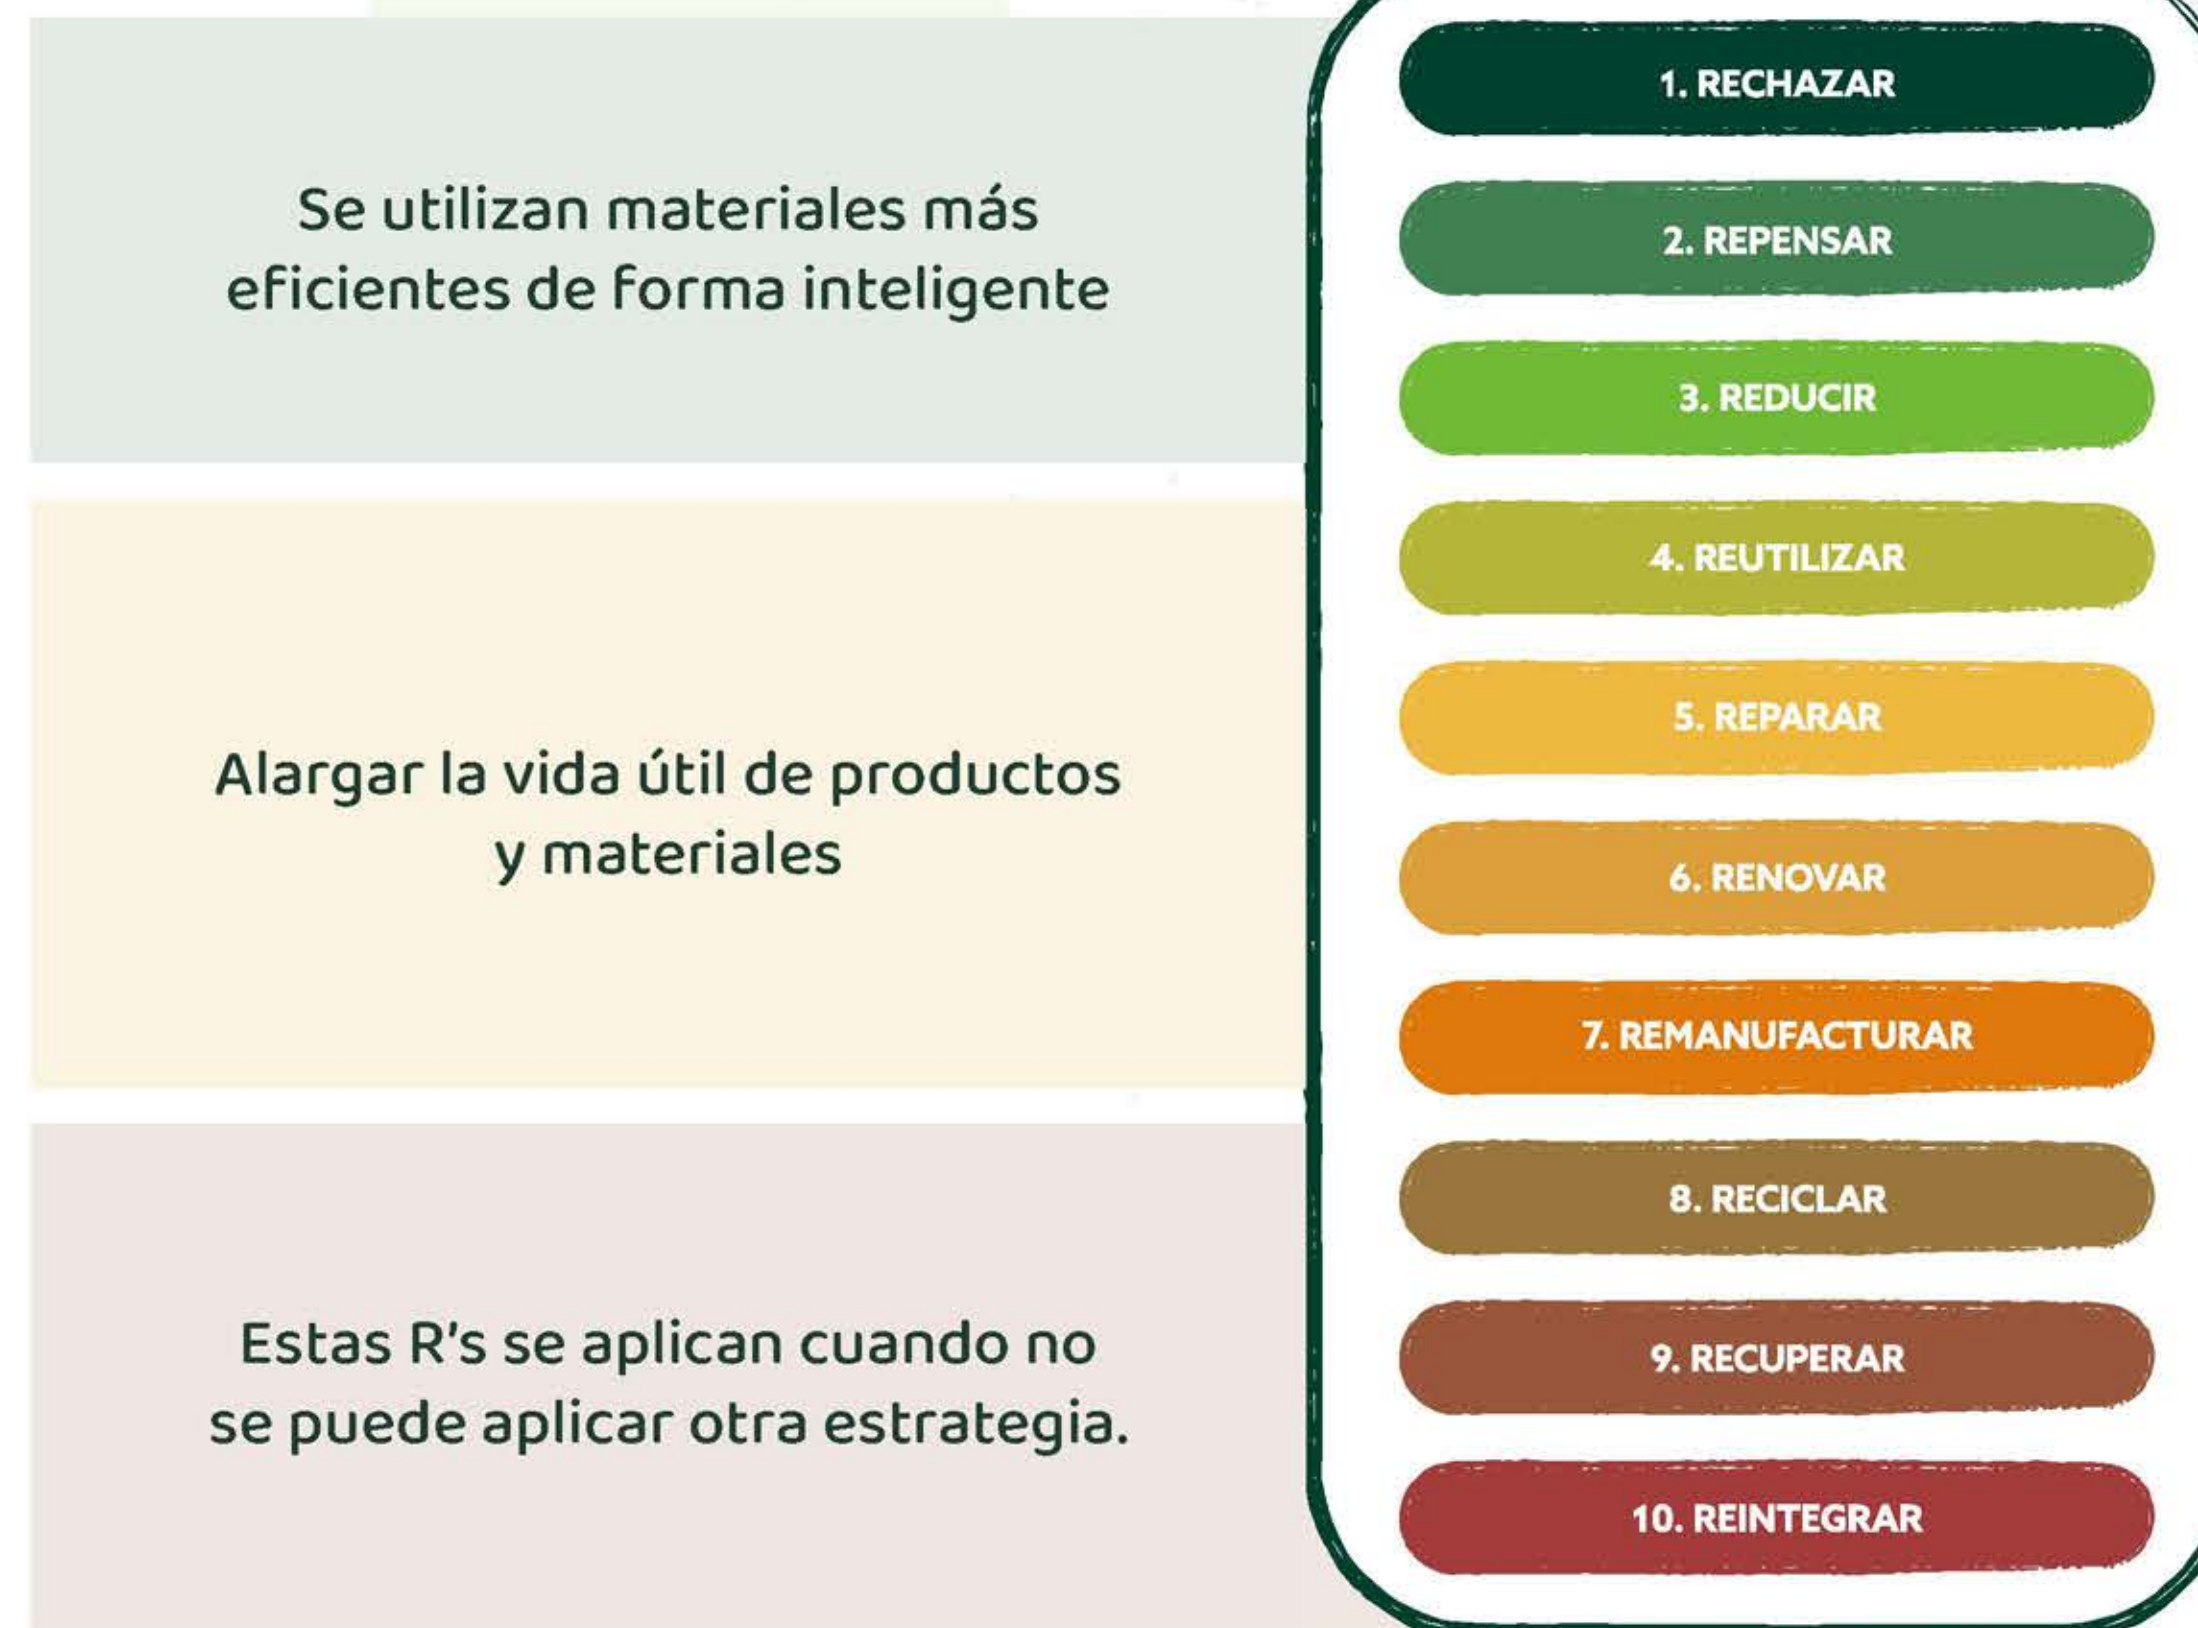 Se utilizan materiales más
eficientes de forma inteligente
1. RECHAZAR
2. REPENSAR
3. REDUCIR
Alargar la vida útil de productos
y materiales
4. REUTILIZAR
5. REPARAR
6. RENOVAR
7. REMANUFACTURAR
Estas R's se aplican cuando no
se puede aplicar otra estrategia.
8. RECICLAR
9. RECUPERAR
10. REINTEGRAR